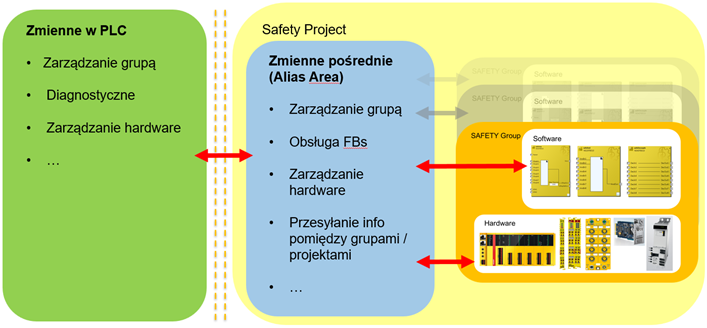 Zmienne w PLC
• Zarządzanie grupą
• Diagnostyczne
• Zarządzanie hardware
• …
Safety Project
Zmienne pośrednie
(Alias Area)
• Zarządzanie grupą
• Obsługa FBs
• Zarządzanie
hardware
• Przesyłanie info
pomiędzy grupami /
projektami
• …
SAFETY Group
Software
SAFETY Group
Software
SAFETY Group
Software
Hardware